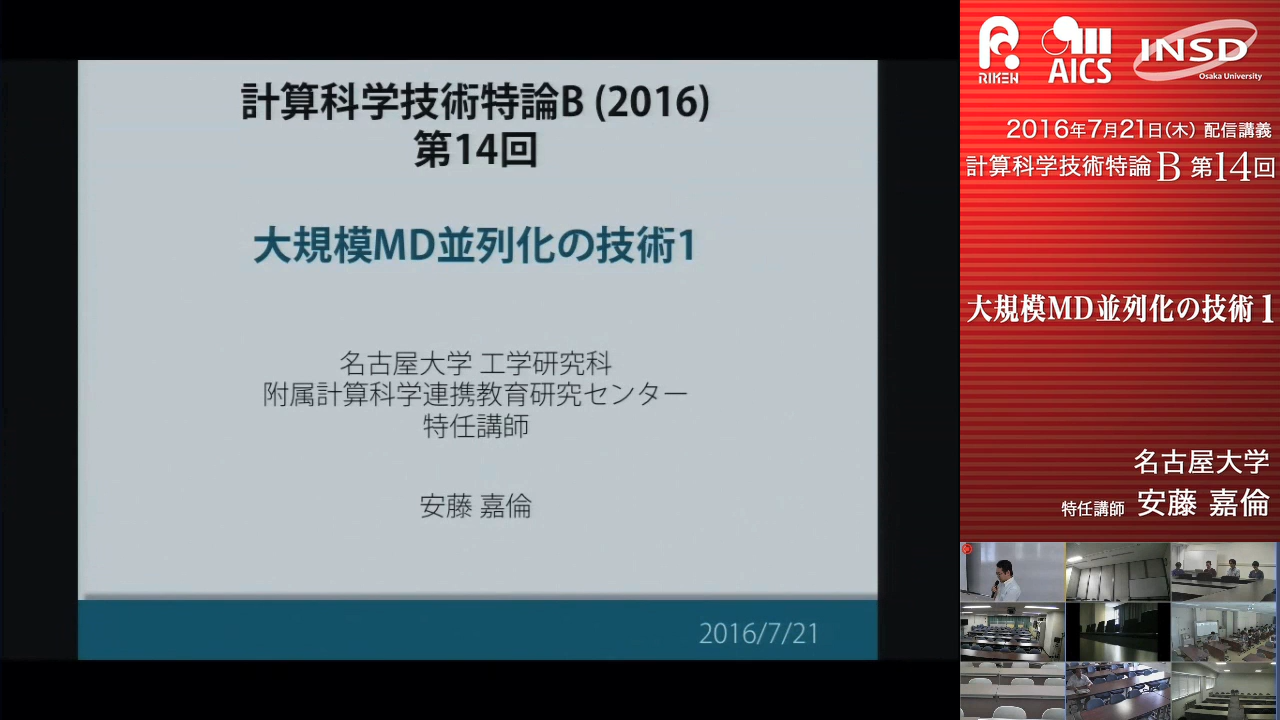 計算科学技術特論B (2016)
第14回
大規模MD並列化の技術1
名古屋大学 工学研究科
附属計算科学連携教育研究センター
特任講師
安藤 嘉倫
2016/7/21
RIKEN
AICS
INSD
Osaka University
2016年7月21日(木) 配信講義
計算科学技術特論 B 第14回
大規模MD並列化の技術1
名古屋大学
特任講師 安藤 嘉倫